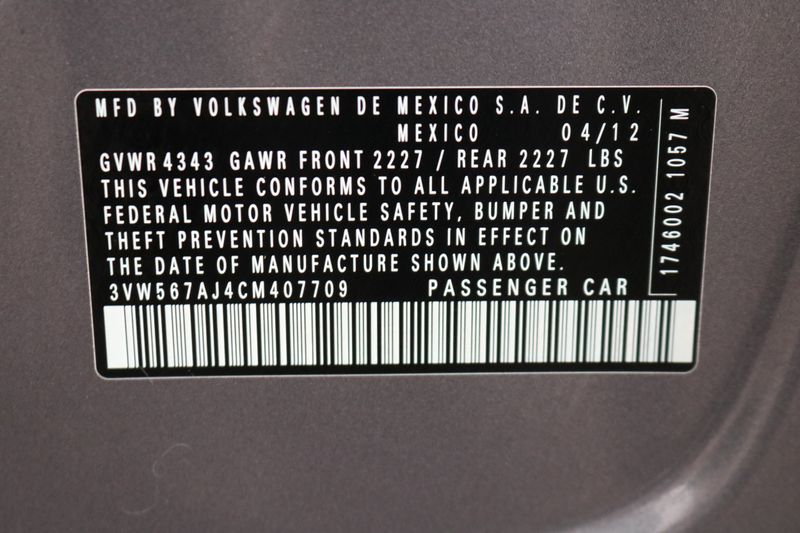 MFD BY VOLKSWAGEN DE MEXICO S.A. DE C.V.
MEXICO 04/12
GVWR 4343 GAWR FRONT 2227 / REAR 2227 LBS
THIS VEHICLE CONFORMS TO ALL APPLICABLE U.S.
FEDERAL MOTOR VEHICLE SAFETY, BUMPER AND
THEFT PREVENTION STANDARDS IN EFFECT ON
THE DATE OF MANUFACTURE SHOWN ABOVE.
3VW567AJ4CM407709 PASSENGER CAR
1746002 1057 M